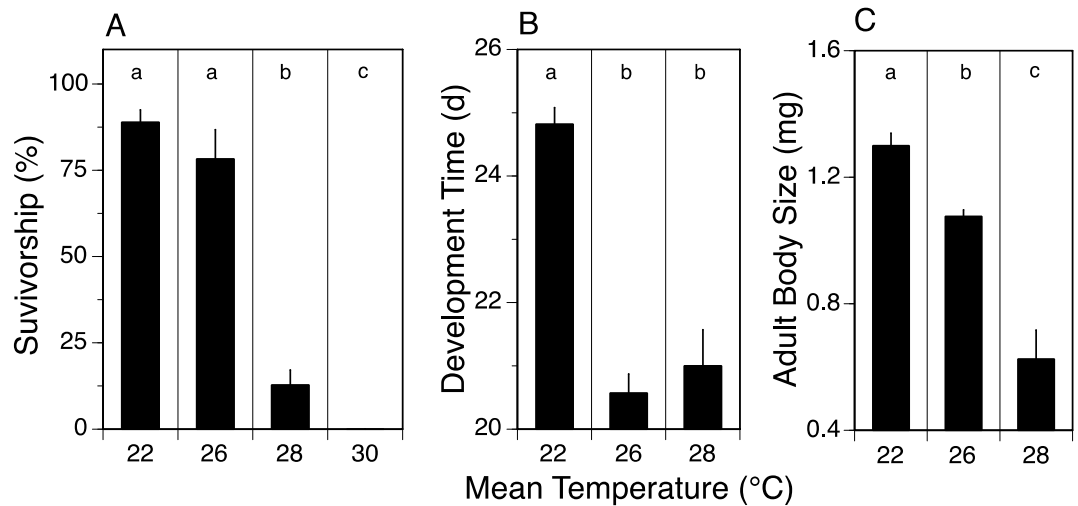 A
Suvivorship (%)
100
75
50
25
0
a a b c
22 26 28 30
B
Development Time (d)
26
24
22
20
a b b
22 26 28
C
Adult Body Size (mg)
1.6
1.2
0.8
0.4
a b c
22 26 28
Mean Temperature (°C)